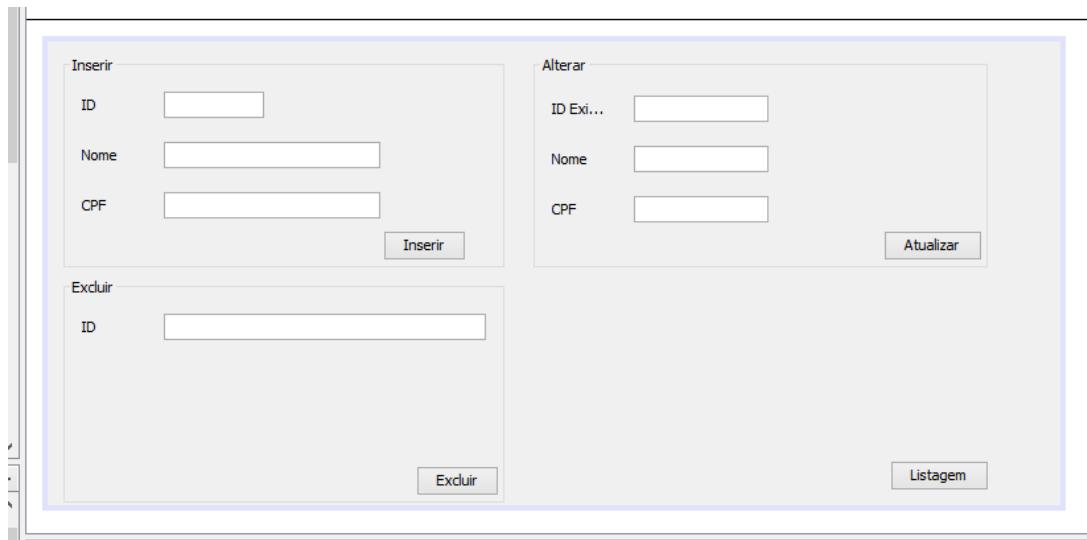 Inserir
ID
Nome
CPF
Inserir
Alterar
ID Exi...
Nome
CPF
Atualizar
Excluir
ID
Excluir
Listagem